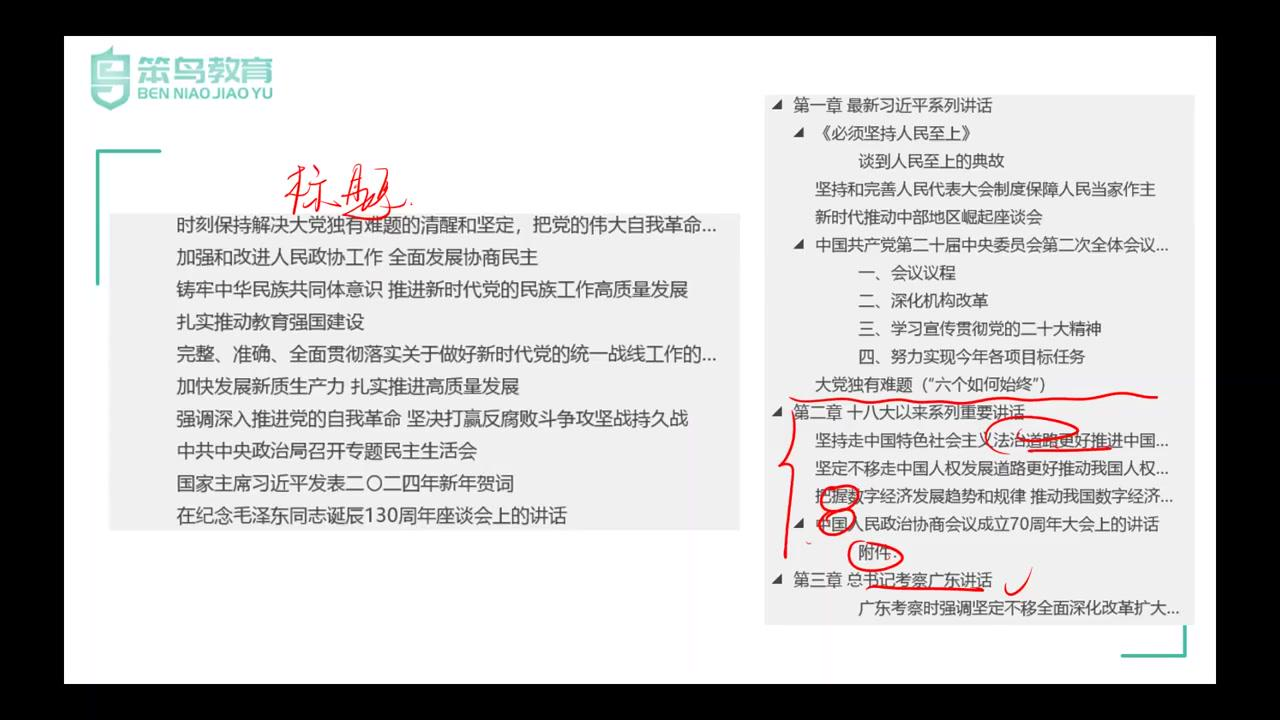 笨鸟教育
BEN NIAO JIAO YU
标题
时刻保持解决大党独有难题的清醒和坚定，把党的伟大自我革命...
加强和改进人民政协工作 全面发展协商民主
铸牢中华民族共同体意识 推进新时代党的民族工作高质量发展
扎实推动教育强国建设
完整、准确、全面贯彻落实关于做好新时代党的统一战线工作的...
加快发展新质生产力 扎实推进高质量发展
强调深入推进党的自我革命 坚决打赢反腐败斗争攻坚战持久战
中共中央政治局召开专题民主生活会
国家主席习近平发表二〇二四年新年贺词
在纪念毛泽东同志诞辰130周年座谈会上的讲话
第一章 最新习近平系列讲话
《必须坚持人民至上》
谈到人民至上的典故
坚持和完善人民代表大会制度保障人民当家作主
新时代推动中部地区崛起座谈会
中国共产党第二十届中央委员会第二次全体会议...
一、会议议程
二、深化机构改革
三、学习宣传贯彻党的二十大精神
四、努力实现今年各项目标任务
大党独有难题（“六个如何始终”）
第二章 十八大以来系列重要讲话
坚持走中国特色社会主义法治道路更好推进中国...
坚定不移走中国人权发展道路更好推动我国人权...
把握数字经济发展趋势和规律 推动我国数字经济...
8
中国人民政治协商会议成立70周年大会上的讲话
附件：
第三章 总书记考察广东讲话
广东考察时强调坚定不移全面深化改革扩大...